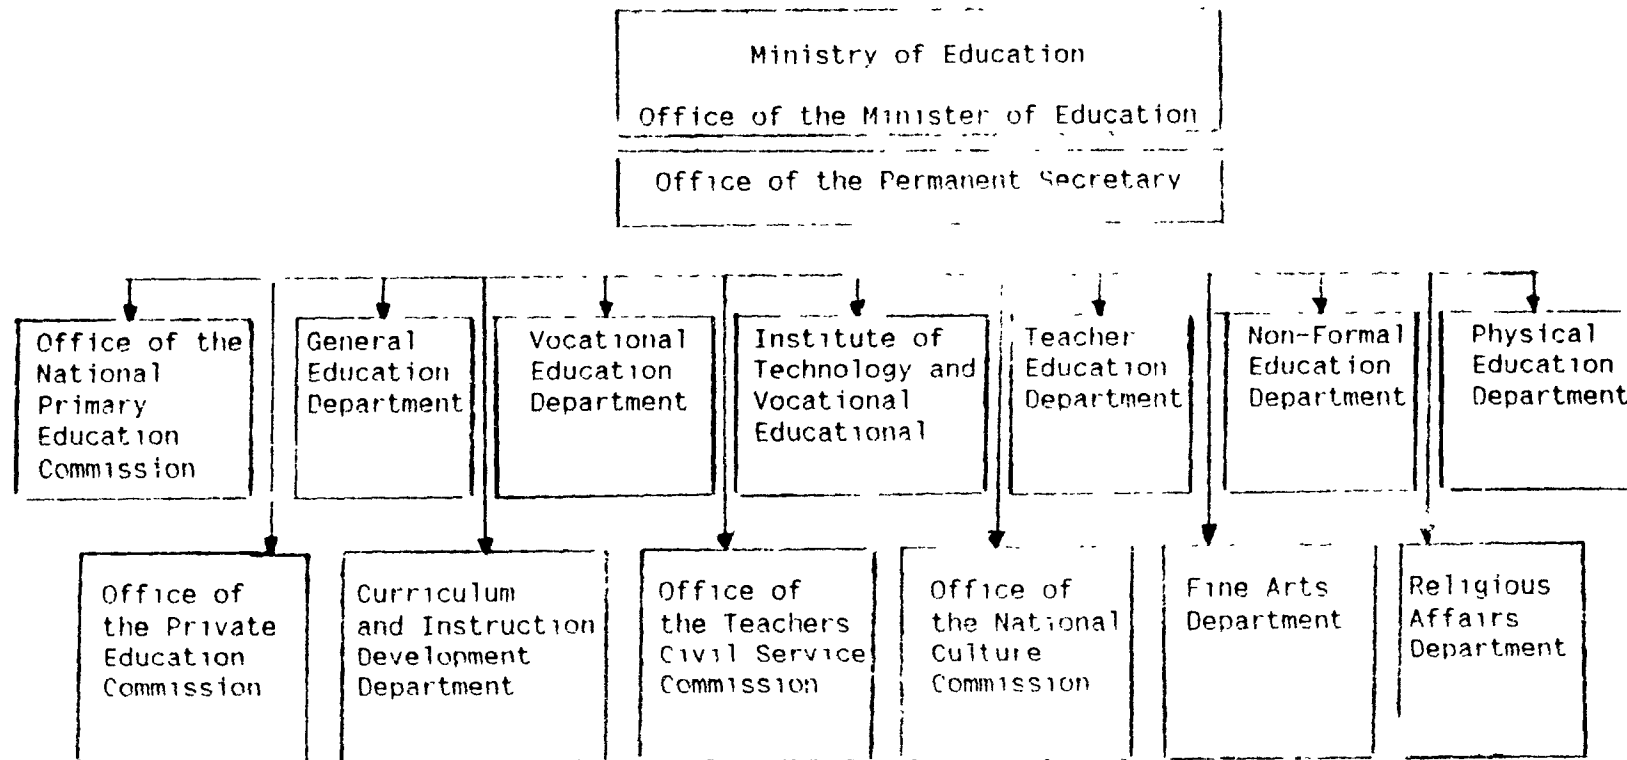 Ministry of Education
Office of the Minister of Education
Office of the Permanent Secretary
Office of the
National
Primary
Education
Commission
General
Education
Department
Vocational
Education
Department
Institute of
Technology and
Vocational
Educational
Teacher
Education
Department
Non-Formal
Education
Department
Physical
Education
Department
Office of
the Private
Education
Commission
Curriculum
and Instruction
Development
Department
Office of
the Teachers
Civil Service
Commission
Office of
the National
Culture
Commission
Fine Arts
Department
Religious
Affairs
Department